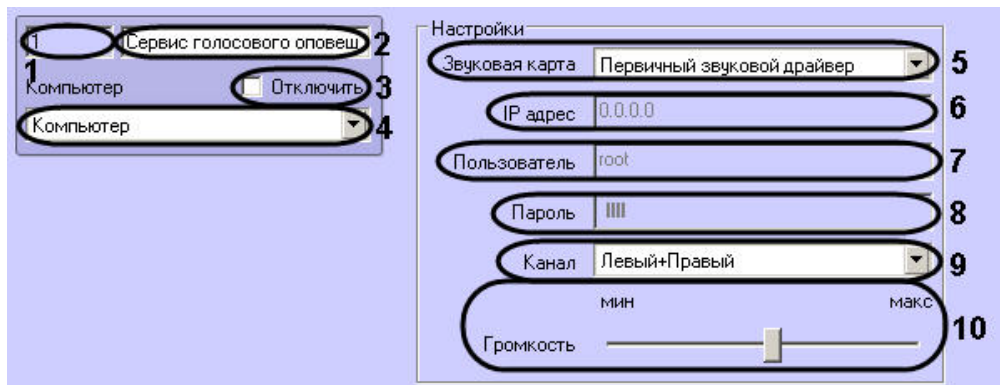 1 Сервис голосового оповещ 2
1
Компьютер Отключить 3
Компьютер 4
Настройки
Звуковая карта Первичный звуковой драйвер 5
IP адрес 0.0.0.0 6
Пользователь root 7
Пароль 8
Канал Левый+Правый 9
мин макс
Громкость 10